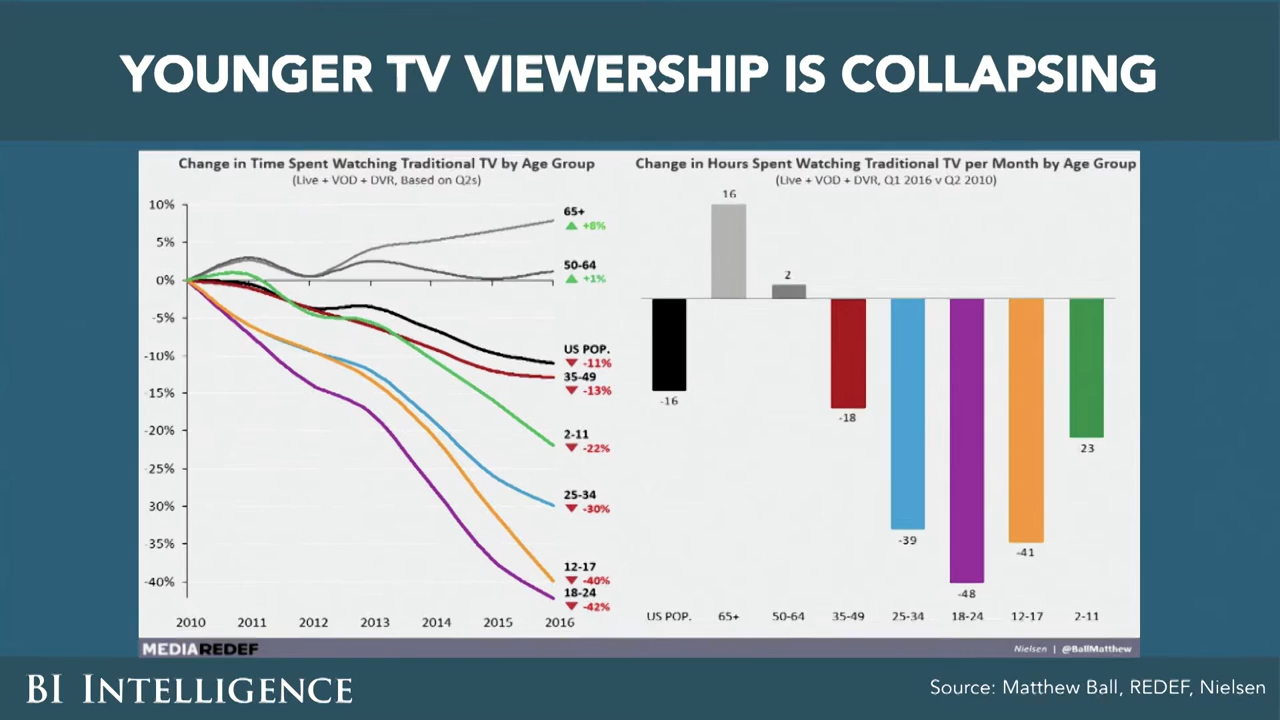 YOUNGER TV VIEWERSHIP IS COLLAPSING
Change in Time Spent Watching Traditional TV by Age Group
(Live + VOD + DVR, Based on Q2s)
10%
5%
0%
-5%
-10%
-15%
-20%
-25%
30%
-35%
-40%
2010 2011 2012 2013 2014 2015 2016
65+
+8%
50-64
+1%
US POP.
-11%
35-49
-13%
2-11
-22%
25-34
-30%
12-17
-40%
18-24
-42%
Change in Hours Spent Watching Traditional TV per Month by Age Group
(Live + VOD + DVR, Q1 2016 v Q2 2010)
16
2
-16
-18
-39
-48
-41
23
US POP. 65+ 50-64 35-49 25-34 18-24 12-17 2-11
MEDIAREDEF
Nielsen | @BallMatthew
BI INTELLIGENCE
Source: Matthew Ball, REDEF, Nielsen